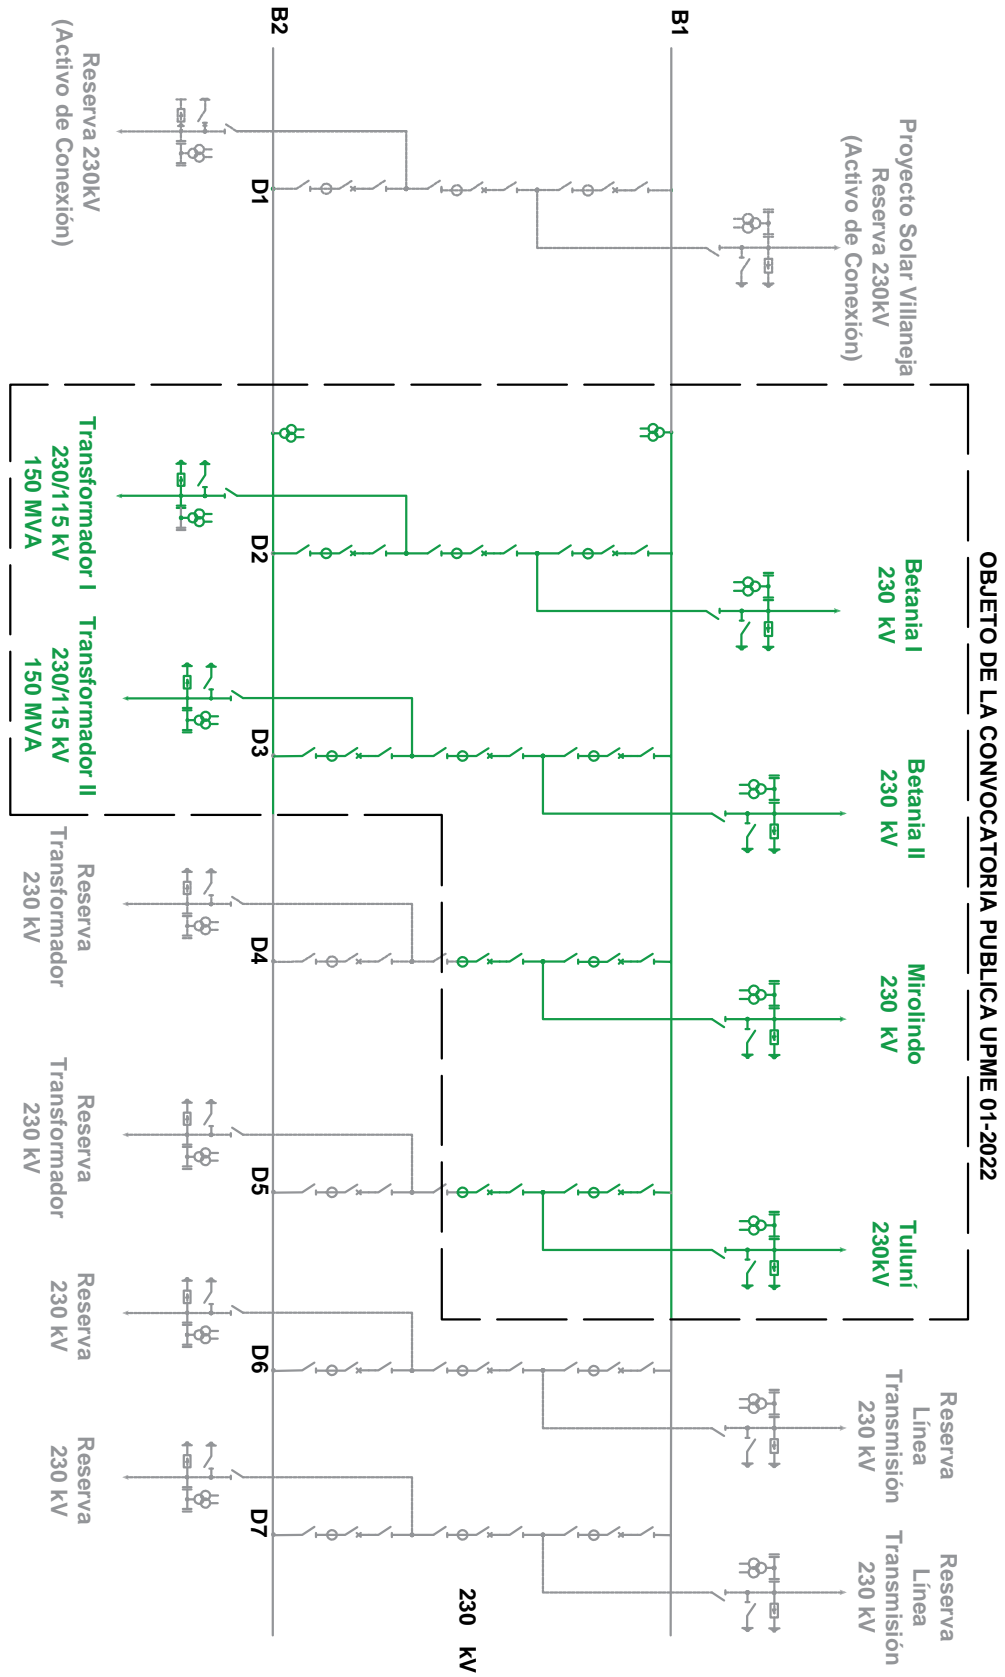 OBJETO DE LA CONVOCATORIA PUBLICA UPME 01-2022
Proyecto Solar Villaneja
Reserva 230kV
(Activo de Conexión)
Betania I
230 kV
Betania II
230 kV
Mirolindo
230 kV
Tuluní
230kV
Reserva
Línea
Transmisión
230 kV
Reserva
Línea
Transmisión
230 kV
B1
230 kV
B2
D1
D2
D3
D4
D5
D6
D7
Reserva 230kV
(Activo de Conexión)
Transformador I
230/115 kV
150 MVA
Transformador II
230/115 kV
150 MVA
Reserva
Transformador
230 kV
Reserva
Transformador
230 kV
Reserva
230 kV
Reserva
230 kV